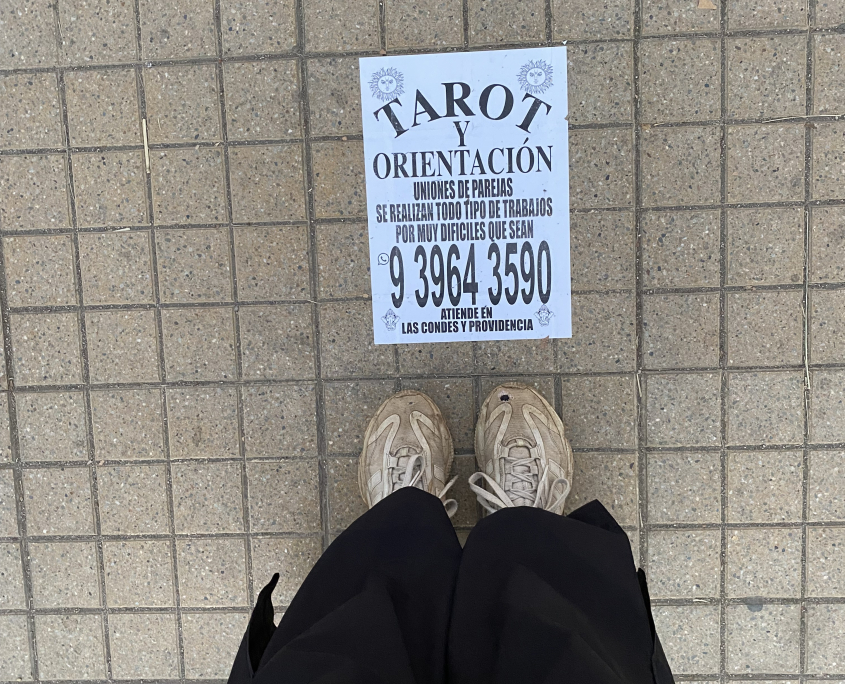 TAROT
Y
ORIENTACIÓN
UNIONES DE PAREJAS
SE REALIZAN TODO TIPO DE TRABAJOS
POR MUY DIFICILES QUE SEAN
9 3964 3590
ATIENDE EN
LAS CONDES Y PROVIDENCIA